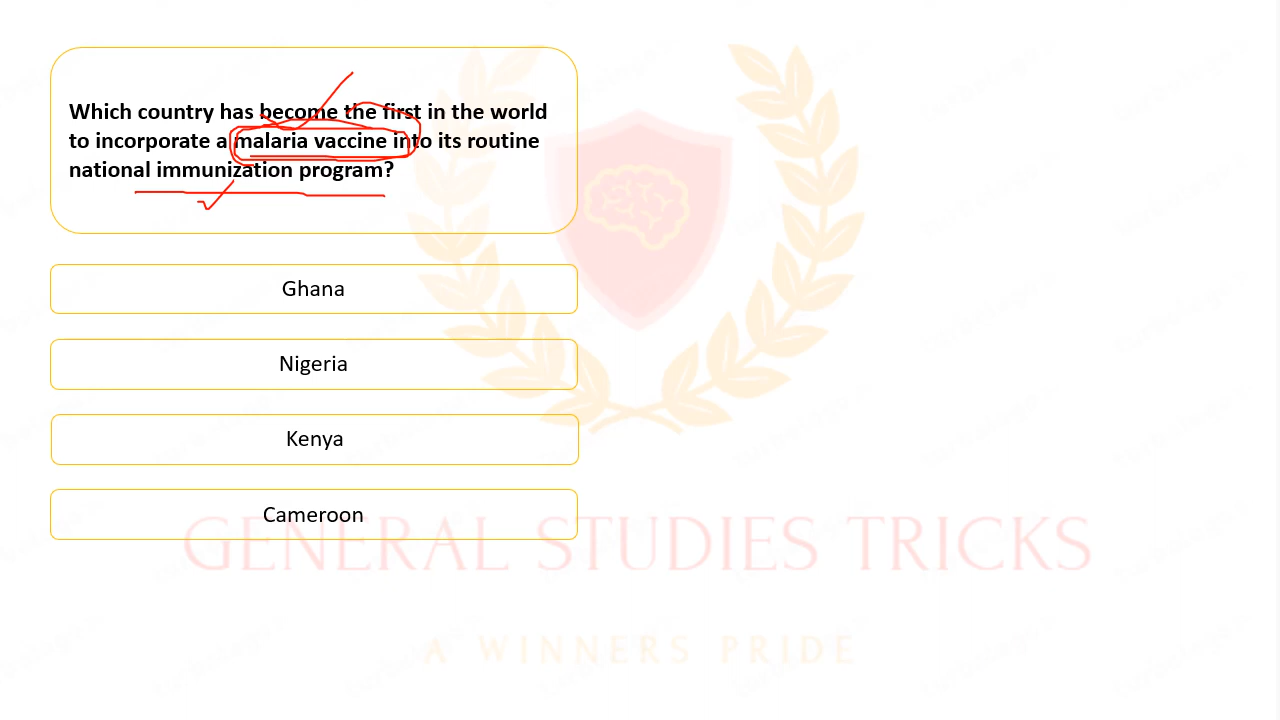 Which country has become the first in the world
to incorporate a malaria vaccine into its routine
national immunization program?
Ghana
Nigeria
Kenya
Cameroon
GENERAL STUDIES TRICKS
A WINNERS PRIDE